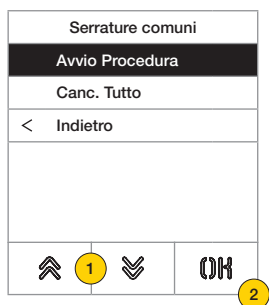 Serrature comuni
Avvio Procedura
Canc. Tutto
< Indietro
1 OK
2